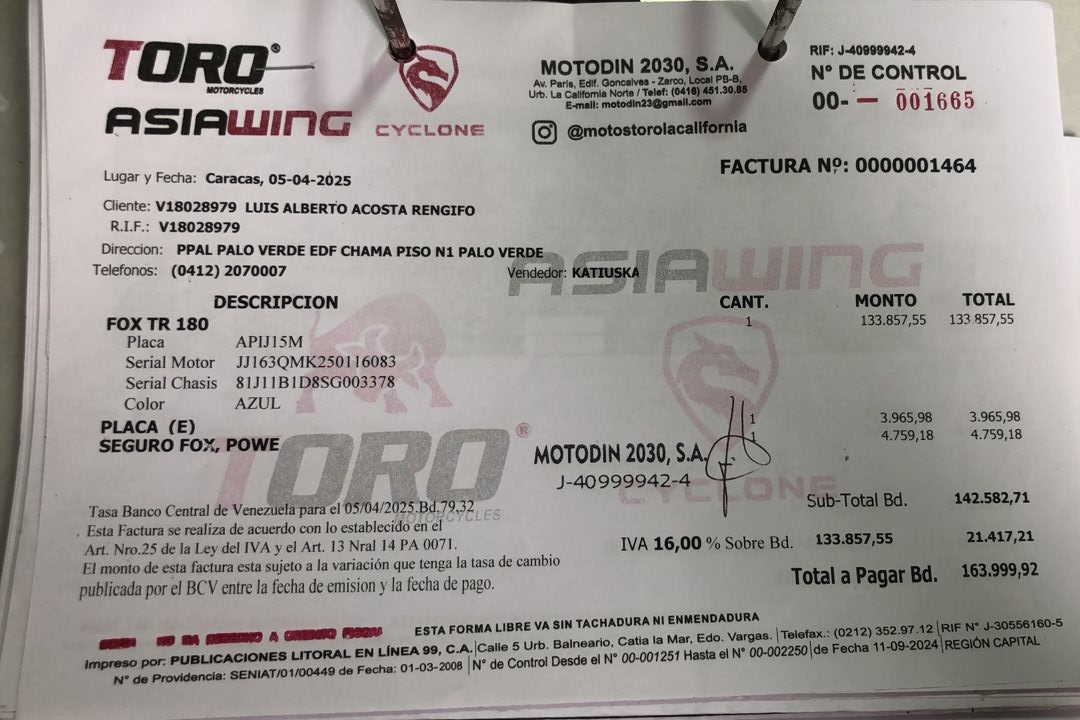 TORO®
MOTORCYCLES
ASIAWING
CYCLONE
MOTODIN 2030, S.A.
Av. Paris, Edif. Goncalves - Zarco, Local PB-B,
Urb. La California Norte / Telef: (0416) 451.30.85
E-mail: motodin23@gmail.com
@motostorolacalifornia
RIF: J-40999942-4
N° DE CONTROL
00- — 001665
FACTURA Nº: 0000001464
Lugar y Fecha: Caracas, 05-04-2025
Cliente: V18028979 LUIS ALBERTO ACOSTA RENGIFO
R.I.F.: V18028979
Direccion: PPAL PALO VERDE EDF CHAMA PISO N1 PALO VERDE
Telefonos: (0412) 2070007 Vendedor: KATIUSKA
ASIAWING
DESCRIPCION CANT. MONTO TOTAL
FOX TR 180 1 133.857,55 133.857,55
Placa APIJ15M
Serial Motor JJ163QMK250116083
Serial Chasis 81J11B1D8SG003378
Color AZUL
PLACA (E) 1 3.965,98 3.965,98
SEGURO FOX, POWE 1 4.759,18 4.759,18
TORO®
MOTORCYCLES
CYCLONE
MOTODIN 2030, S.A.
J-40999942-4
Sub-Total Bd. 142.582,71
Tasa Banco Central de Venezuela para el 05/04/2025.Bd.79,32
Esta Factura se realiza de acuerdo con lo establecido en el
Art. Nro.25 de la Ley del IVA y el Art. 13 Nral 14 PA 0071.
El monto de esta factura esta sujeto a la variación que tenga la tasa de cambio
publicada por el BCV entre la fecha de emision y la fecha de pago.
IVA 16,00 % Sobre Bd. 133.857,55 21.417,21
Total a Pagar Bd. 163.999,92
NO DA DERECHO A CREDITO FISCAL
ESTA FORMA LIBRE VA SIN TACHADURA NI ENMENDADURA
Impreso por: PUBLICACIONES LITORAL EN LÍNEA 99, C.A. Calle 5 Urb. Balneario, Catia la Mar, Edo. Vargas. Telefax.: (0212) 352.97.12 RIF N° J-30556160-5
N° de Providencia: SENIAT/01/00449 de Fecha: 01-03-2008 N° de Control Desde el N° 00-001251 Hasta el N° 00-002250 de Fecha 11-09-2024 REGIÓN CAPITAL